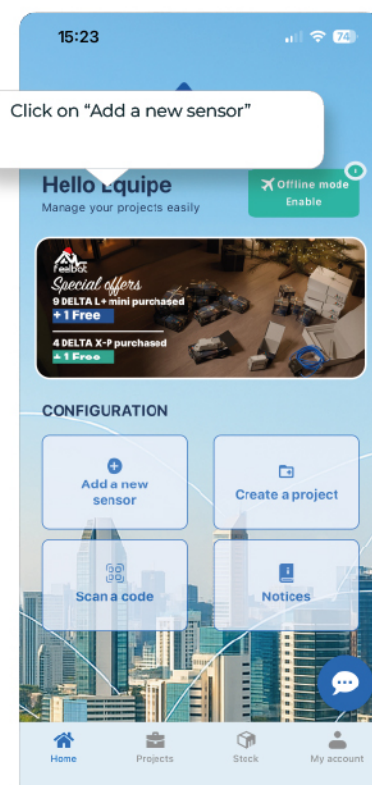 15:23
74
Click on “Add a new sensor”
Hello Equipe
Manage your projects easily
Offline mode
Enable
feelbat
Special offers
9 DELTA L+ mini purchased
+ 1 Free
4 DELTA X-P purchased
+ 1 Free
CONFIGURATION
Add a new
sensor
Create a project
Scan a code
Notices
Home
Projects
Stock
My account